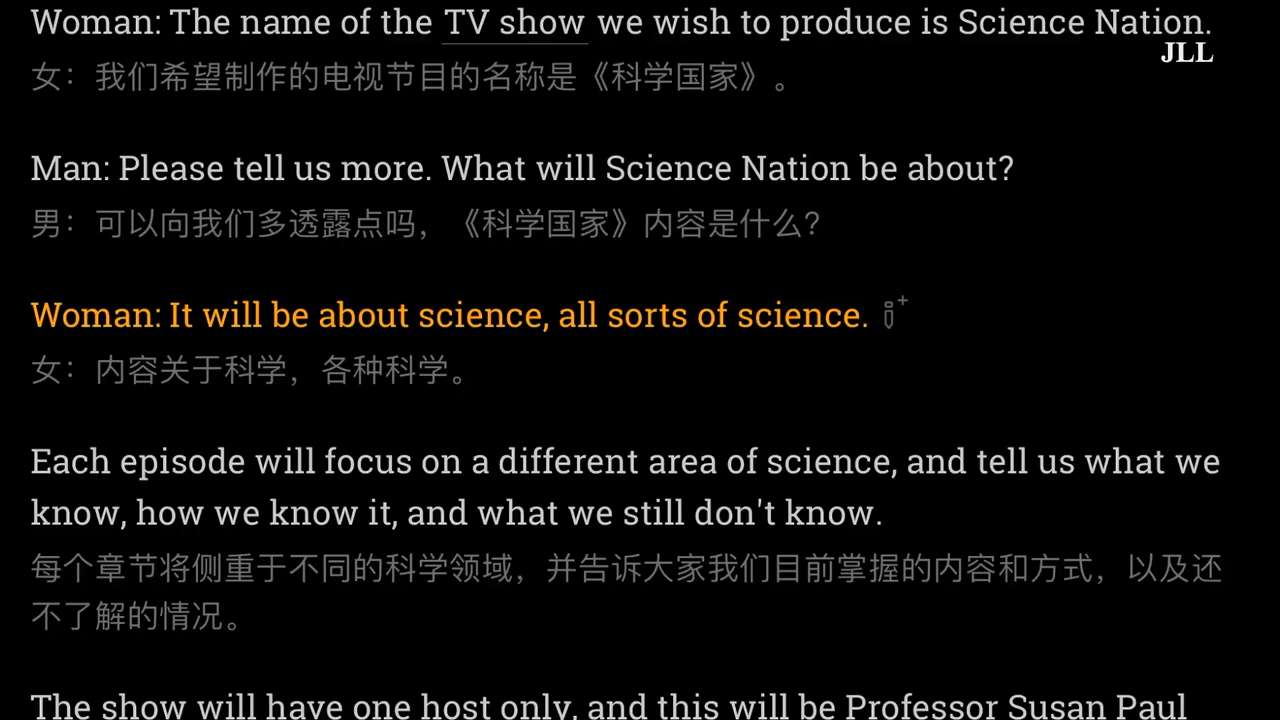 Woman: The name of the TV show we wish to produce is Science Nation.
JLL
女：我们希望制作的电视节目的名称是《科学国家》。
Man: Please tell us more. What will Science Nation be about?
男：可以向我们多透露点吗，《科学国家》内容是什么？
Woman: It will be about science, all sorts of science.
女：内容关于科学，各种科学。
Each episode will focus on a different area of science, and tell us what we
know, how we know it, and what we still don't know.
每个章节将侧重于不同的科学领域，并告诉大家我们目前掌握的内容和方式，以及还
不了解的情况。
The show will have one host only, and this will be Professor Susan Paul